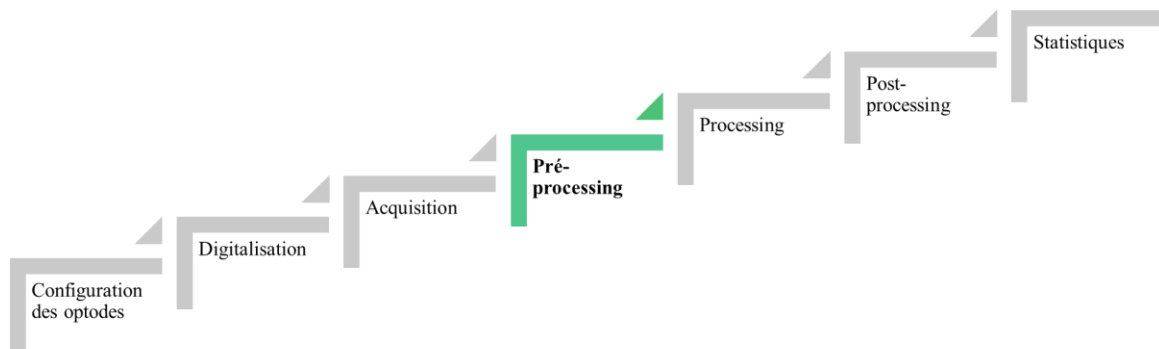 Configuration
des optodes
Digitalisation
Acquisition
Pré-
processing
Processing
Post-
processing
Statistiques